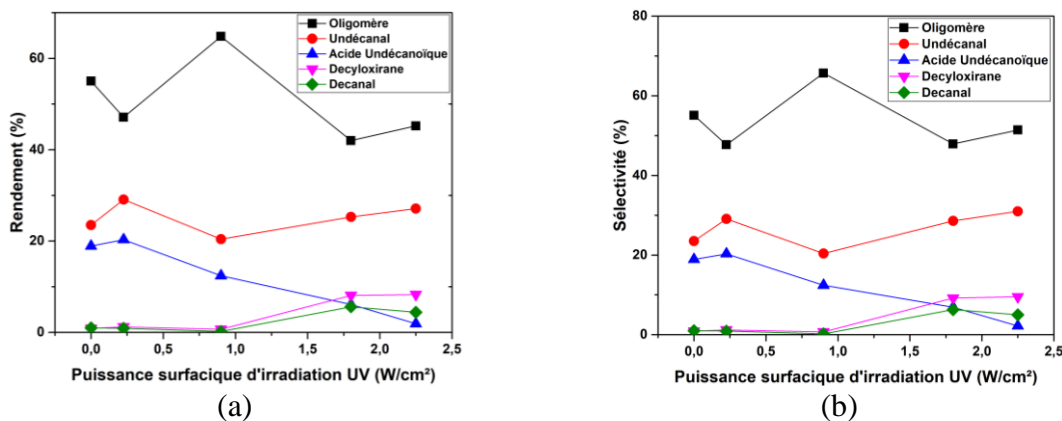 Rendement (%)
60
40
20
0
Oligomère
Undécanal
Acide Undécanoïque
Decyloxirane
Decanal
0,0 0,5 1,0 1,5 2,0 2,5
Puissance surfacique d'irradiation UV (W/cm²)
(a)
Sélectivité (%)
80
60
40
20
0
Oligomère
Undécanal
Acide Undécanoïque
Decyloxirane
Decanal
0,0 0,5 1,0 1,5 2,0 2,5
Puissance surfacique d'irradiation UV (W/cm²)
(b)